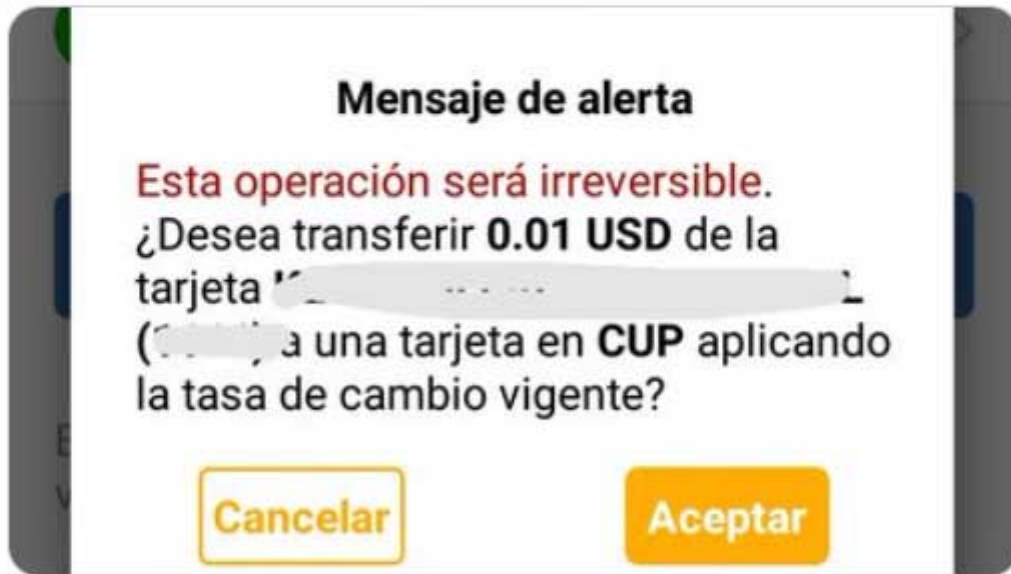 Mensaje de alerta
Esta operación será irreversible.
¿Desea transferir 0.01 USD de la
tarjeta
a una tarjeta en CUP aplicando
la tasa de cambio vigente?
Cancelar
Aceptar